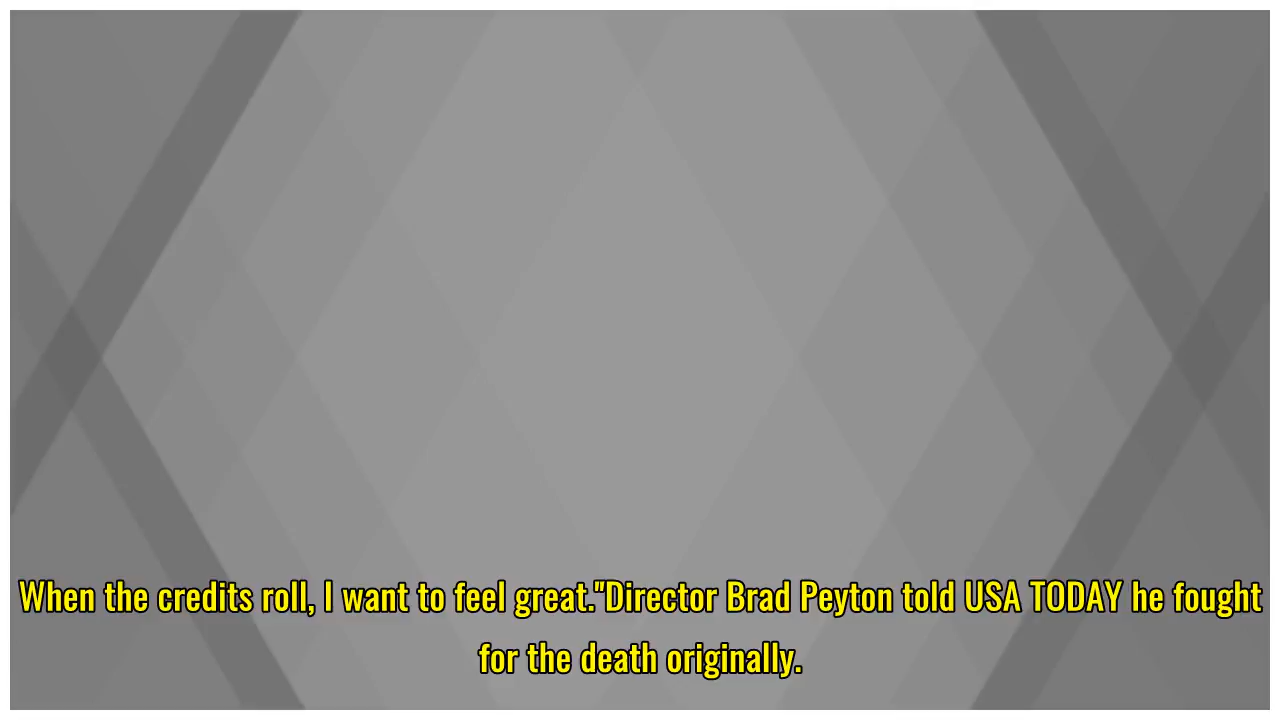 When the credits roll, I want to feel great."Director Brad Peyton told USA TODAY he fought
for the death originally.